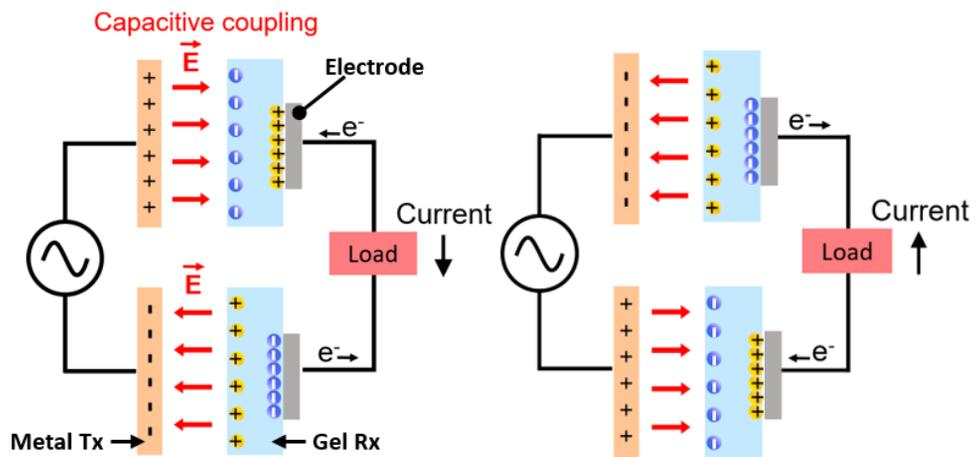 Capacitive coupling
E
Electrode
e-
Current
Load
E
e-
Metal Tx
Gel Rx
e-
Current
Load
e-